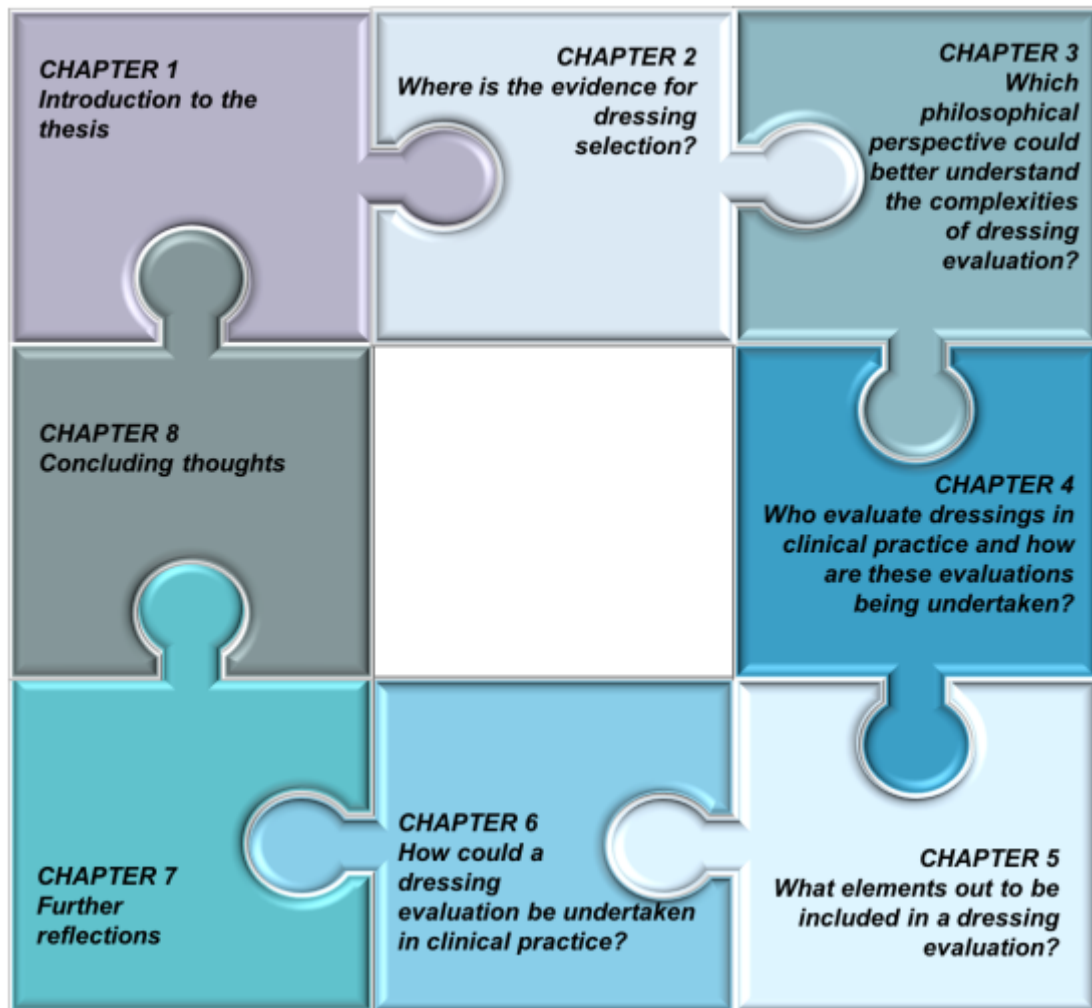 CHAPTER 1
Introduction to the
thesis
CHAPTER 2
Where is the evidence for
dressing
selection?
CHAPTER 3
Which
philosophical
perspective could
better understand
the complexities
of dressing
evaluation?
CHAPTER 4
Who evaluate dressings in
clinical practice and how
are these evaluations
being undertaken?
CHAPTER 5
What elements out to be
included in a dressing
evaluation?
CHAPTER 6
How could a
dressing
evaluation be undertaken
in clinical practice?
CHAPTER 7
Further
reflections
CHAPTER 8
Concluding thoughts